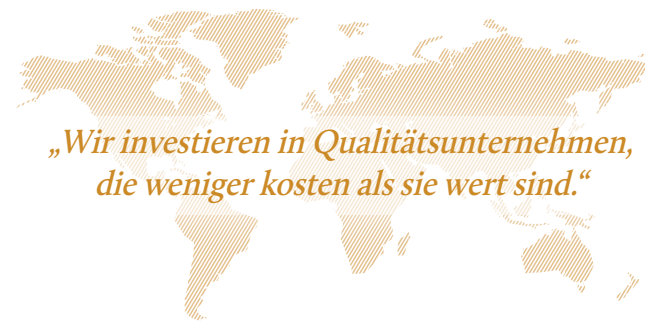 „Wir investieren in Qualitätsunternehmen,
die weniger kosten als sie wert sind.“